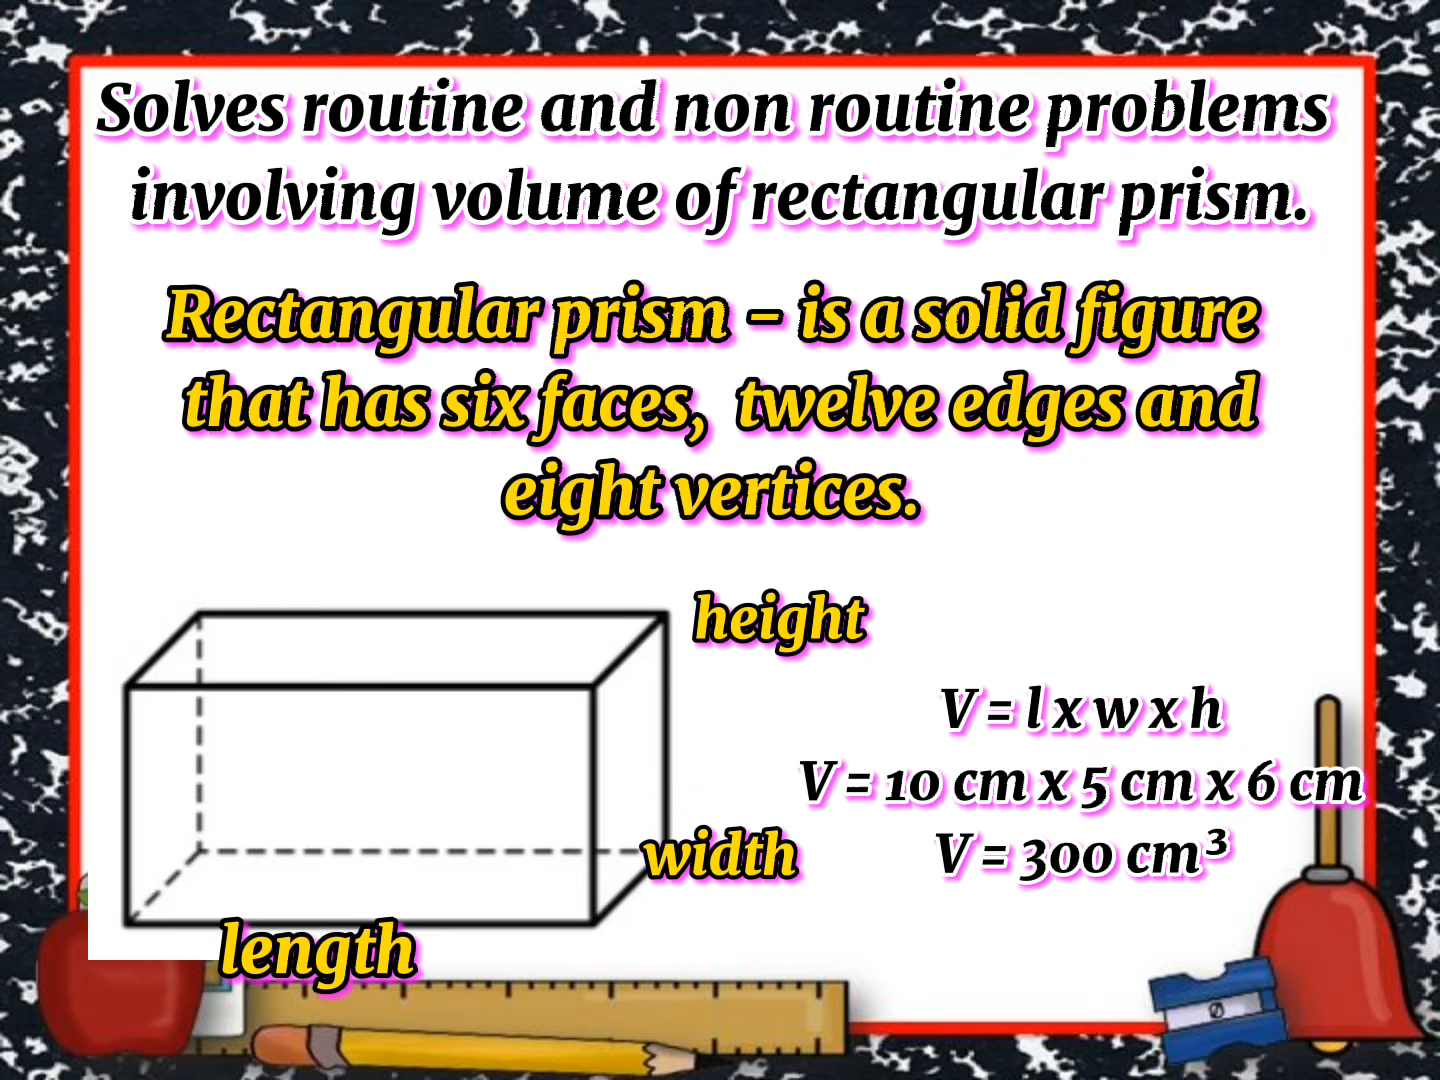 Solves routine and non routine problems
involving volume of rectangular prism.
Rectangular prism – is a solid figure
that has six faces, twelve edges and
eight vertices.
height
V = l x w x h
V = 10 cm x 5 cm x 6 cm
width
V = 300 cm³
length